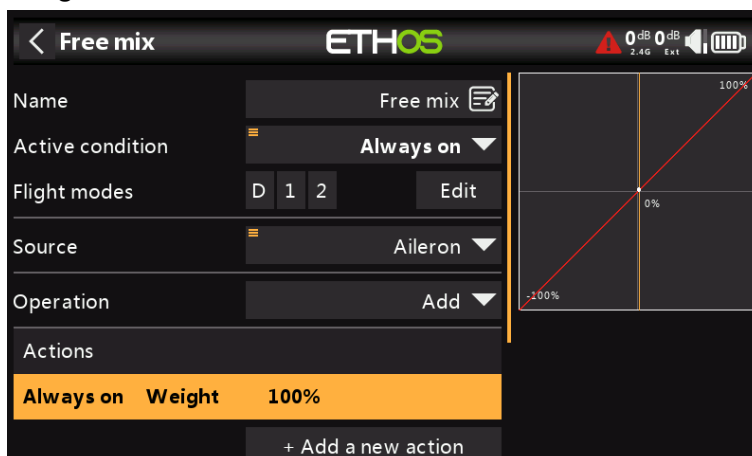 Free mix
ETHOS
0dB 0dB
2.4G Ext
Name Free mix
Active condition Always on
Flight modes D 1 2 Edit
Source Aileron
Operation Add
Actions
Always on Weight 100%
+ Add a new action
100%
0%
-100%